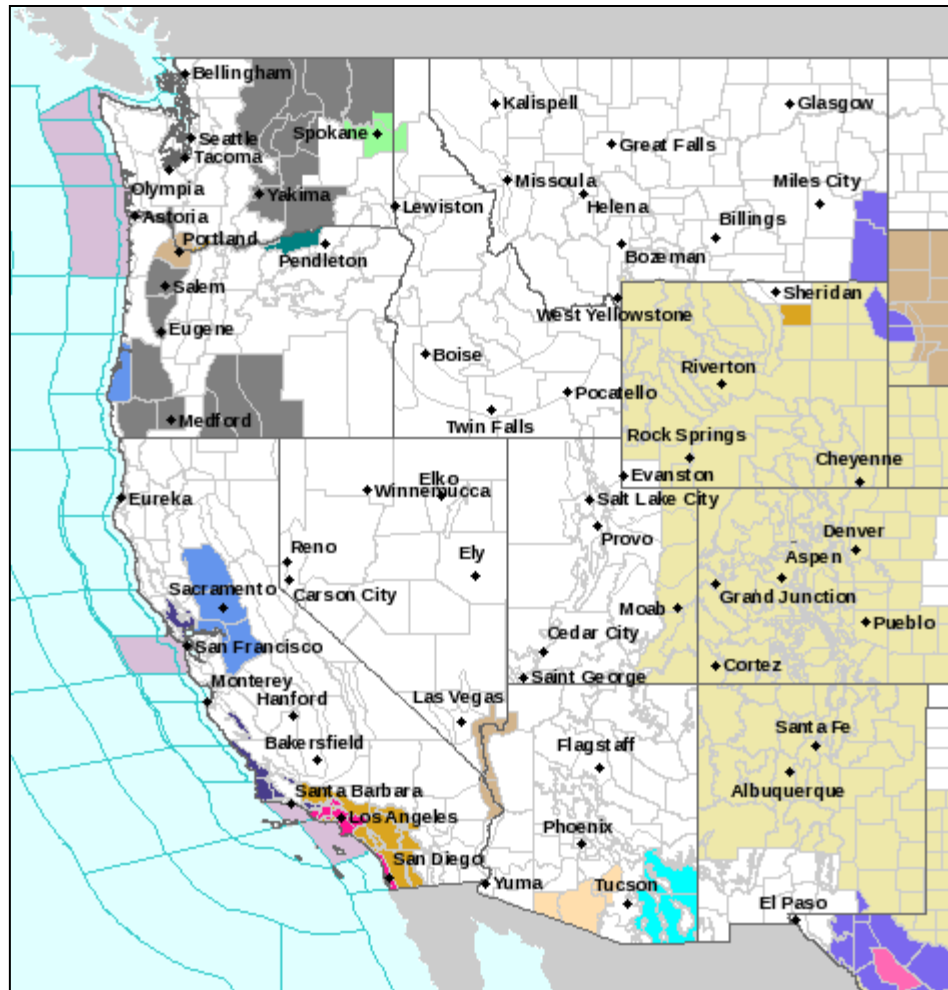 Bellingham
Kalispell
Glasgow
Spokane
Seattle
Great Falls
Tacoma
Missoula
Miles City
Olympia
Yakima
Helena
Lewiston
Astoria
Billings
Portland
Pendleton
Bozeman
Salem
Sheridan
West Yellowstone
Eugene
Boise
Riverton
Pocatello
Medford
Twin Falls
Rock Springs
Cheyenne
Evanston
Elko
Winnemucca
Eureka
Salt Lake City
Provo
Denver
Reno
Ely
Aspen
Sacramento
Carson City
Grand Junction
Moab
Pueblo
Cedar City
San Francisco
Cortez
Saint George
Monterey
Hanford
Las Vegas
Santa Fe
Bakersfield
Flagstaff
Albuquerque
Santa Barbara
Los Angeles
Phoenix
San Diego
Yuma
Tucson
El Paso